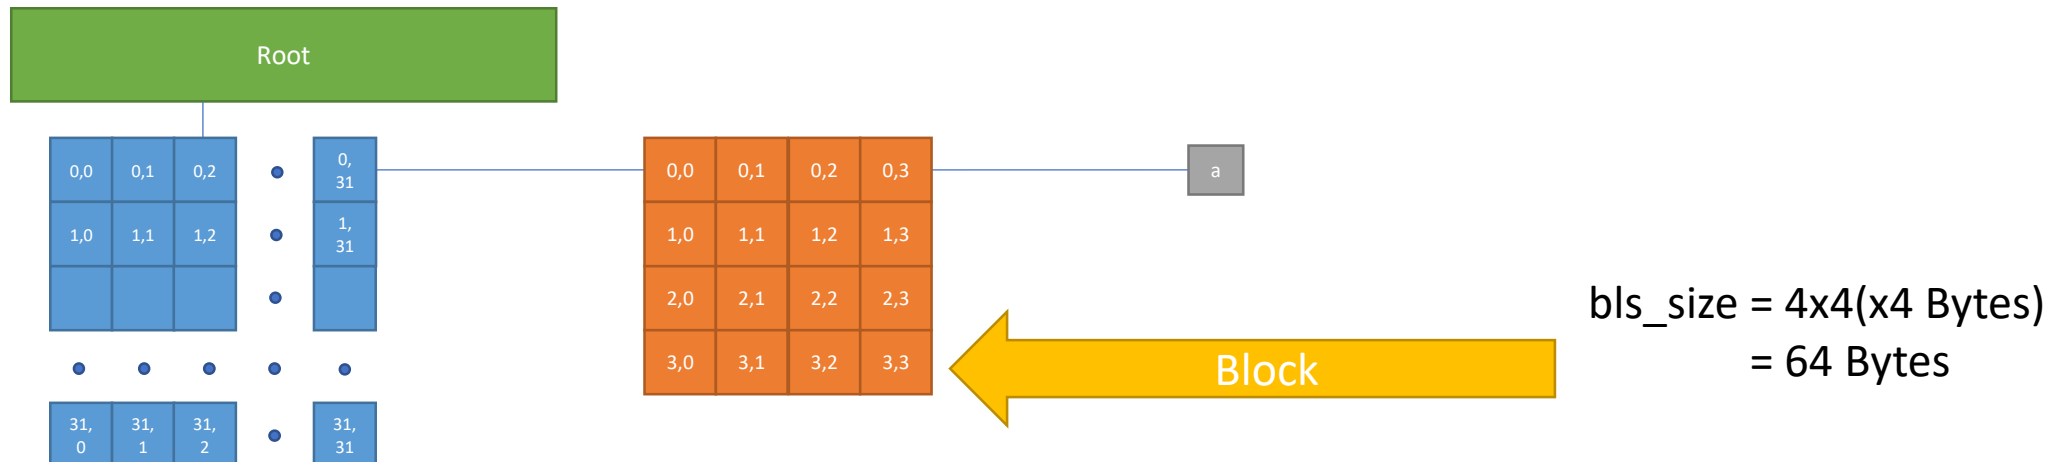 Root
0,0 0,1 0,2 0,
31
1,0 1,1 1,2 1,
31
31,
0 31,
1 31,
2 31,
31
0,0 0,1 0,2 0,3
1,0 1,1 1,2 1,3
2,0 2,1 2,2 2,3
3,0 3,1 3,2 3,3
a
Block
bls_size = 4x4(x4 Bytes)
= 64 Bytes